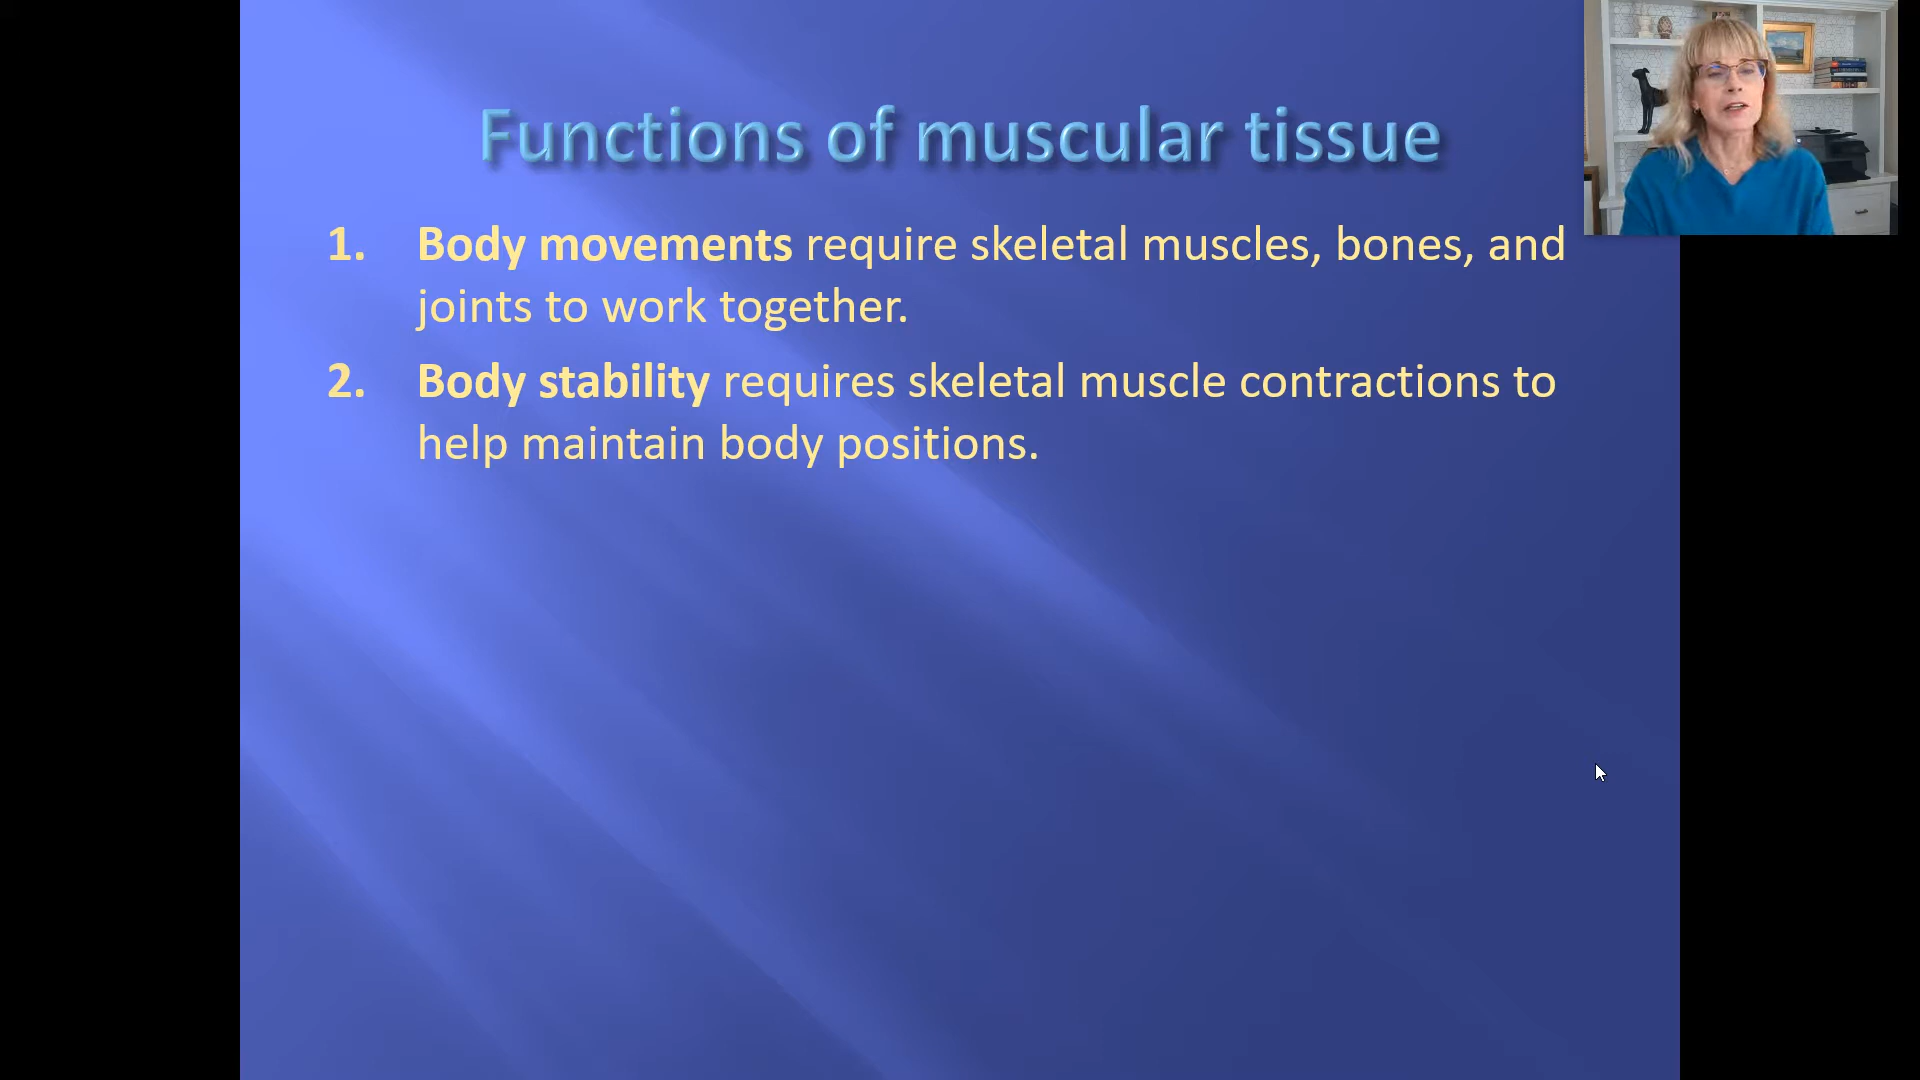 Functions of muscular tissue
1. Body movements require skeletal muscles, bones, and
joints to work together.
2. Body stability requires skeletal muscle contractions to
help maintain body positions.